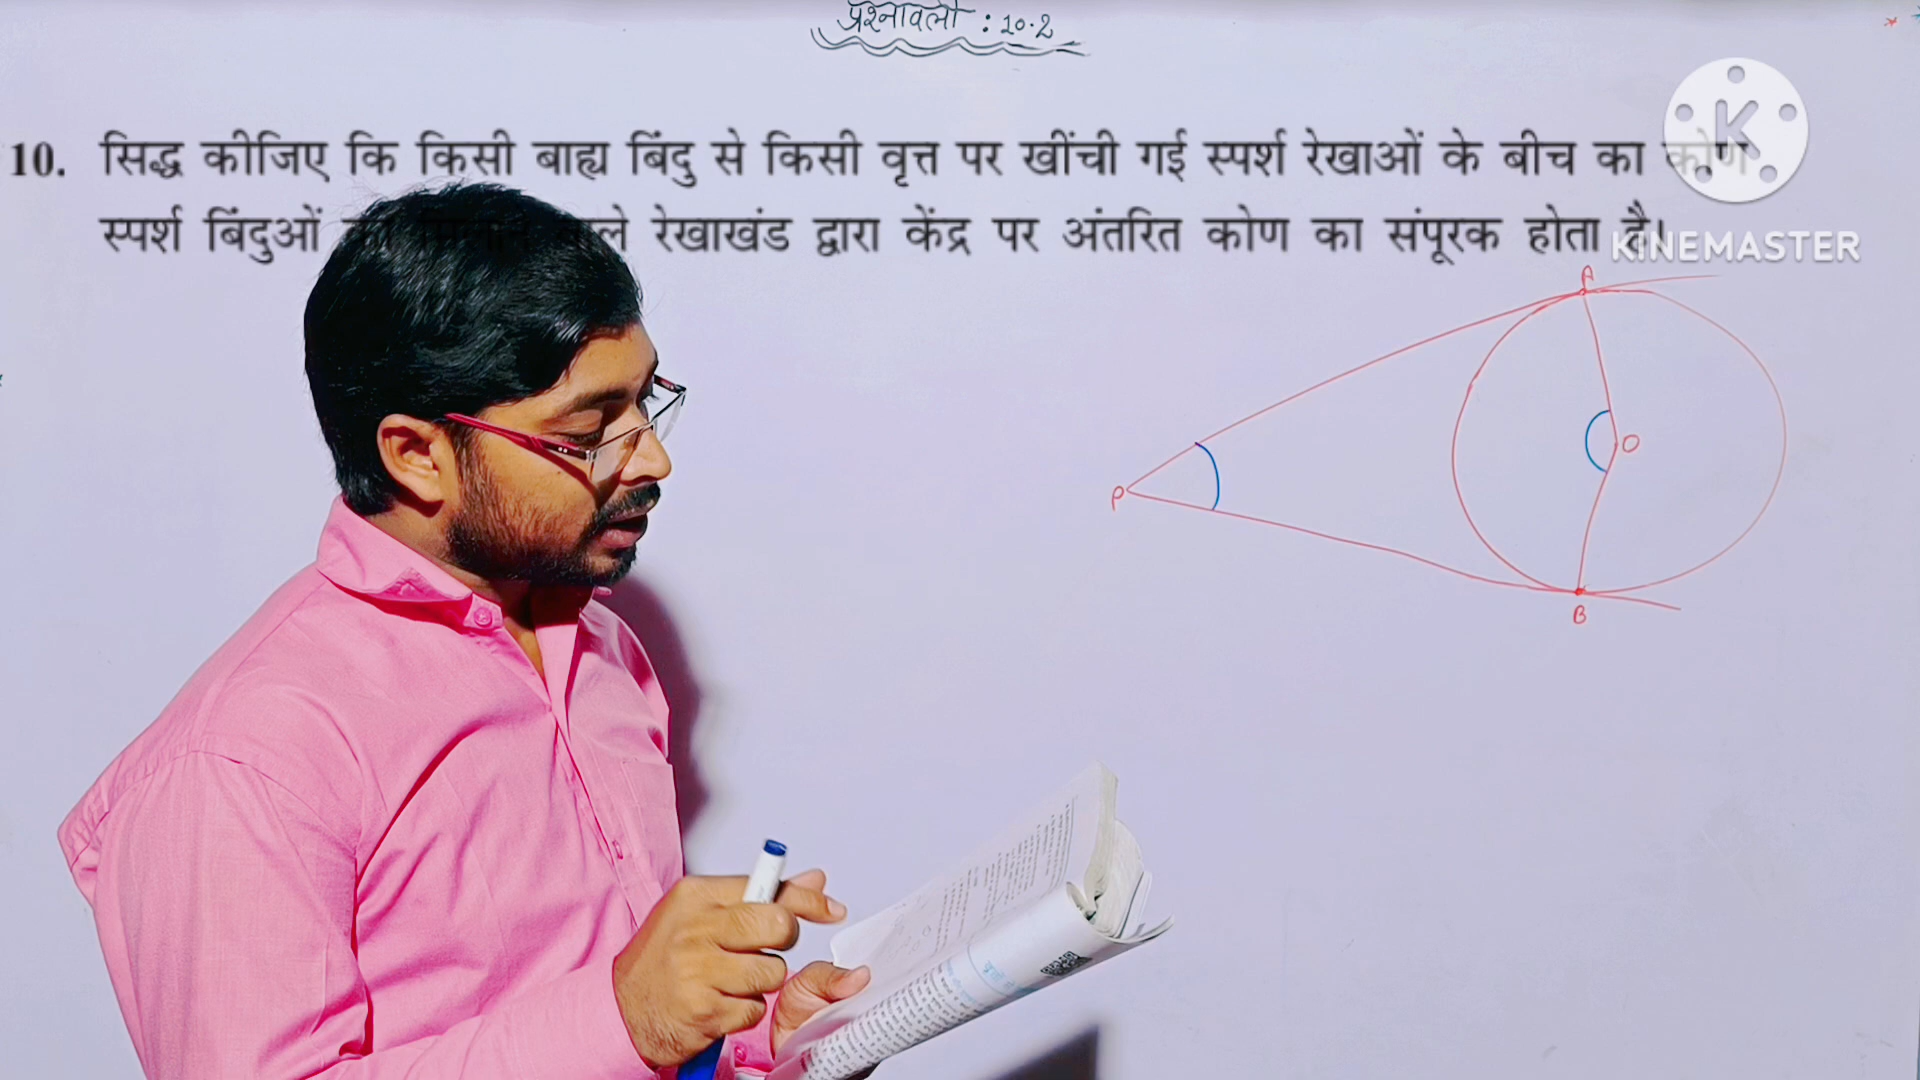 प्रश्नावली : 10.2
10. सिद्ध कीजिए कि किसी बाह्य बिंदु से किसी वृत्त पर खींची गई स्पर्श रेखाओं के बीच का कोण
स्पर्श बिंदुओं को मिलाने वाले रेखाखंड द्वारा केंद्र पर अंतरित कोण का संपूरक होता है।
K
KINEMASTER
A
O
P
B